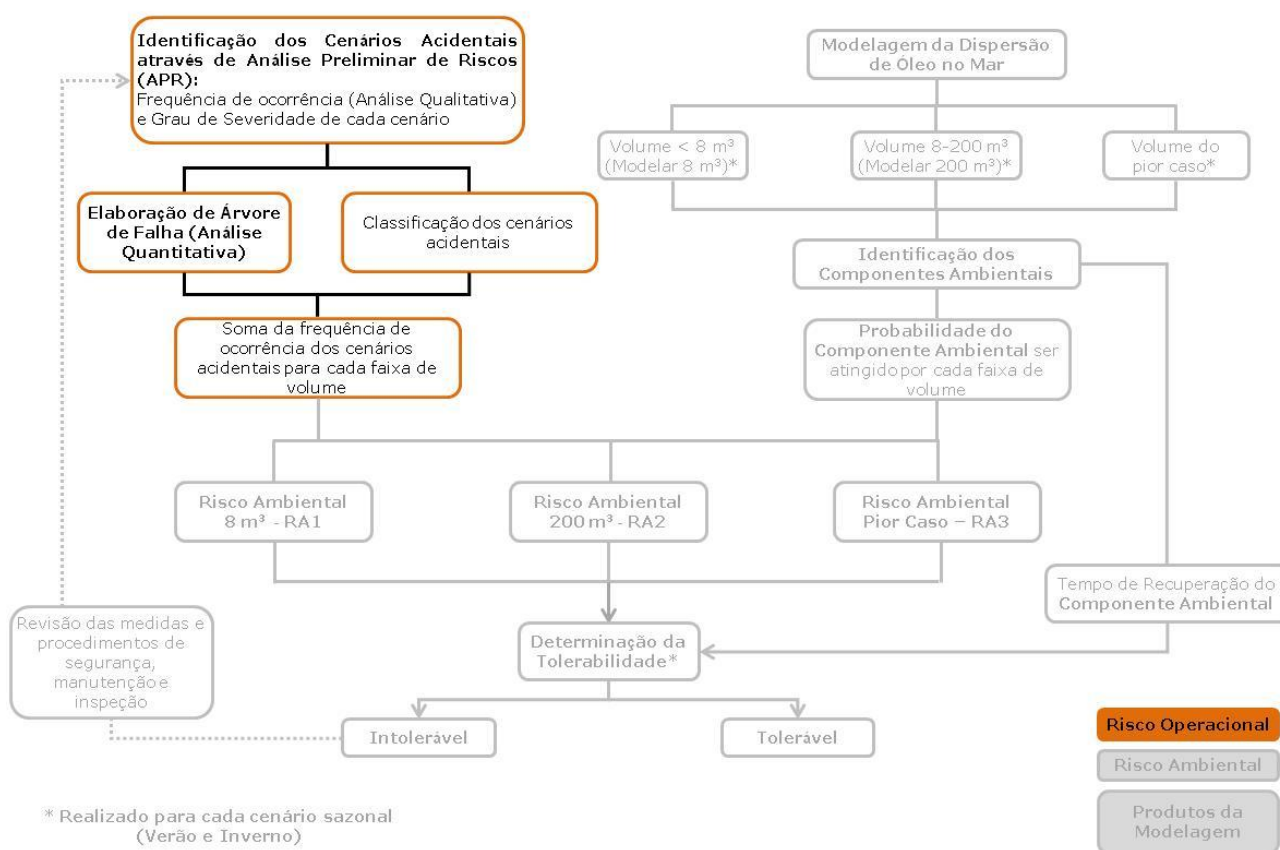 Identificação dos Cenários Acidentais
através de Análise Preliminar de Riscos
(APR):
Frequência de ocorrência (Análise Qualitativa)
e Grau de Severidade de cada cenário
Modelagem da Dispersão
de Óleo no Mar
Volume < 8 m³
(Modelar 8 m³)*
Volume 8-200 m³
(Modelar 200 m³)*
Volume do
pior caso*
Elaboração de Árvore
de Falha (Análise
Quantitativa)
Classificação dos cenários
acidentais
Identificação dos
Componentes Ambientais
Soma da frequência de
ocorrência dos cenários
acidentais para cada faixa de
volume
Probabilidade do
Componente Ambiental ser
atingido por cada faixa de
volume
Risco Ambiental
8 m³ - RA1
Risco Ambiental
200 m³ - RA2
Risco Ambiental
Pior Caso – RA3
Tempo de Recuperação do
Componente Ambiental
Revisão das medidas e
procedimentos de
segurança,
manutenção e
inspeção
Determinação da
Tolerabilidade*
Intolerável
Tolerável
Risco Operacional
Risco Ambiental
Produtos da
Modelagem
* Realizado para cada cenário sazonal
(Verão e Inverno)